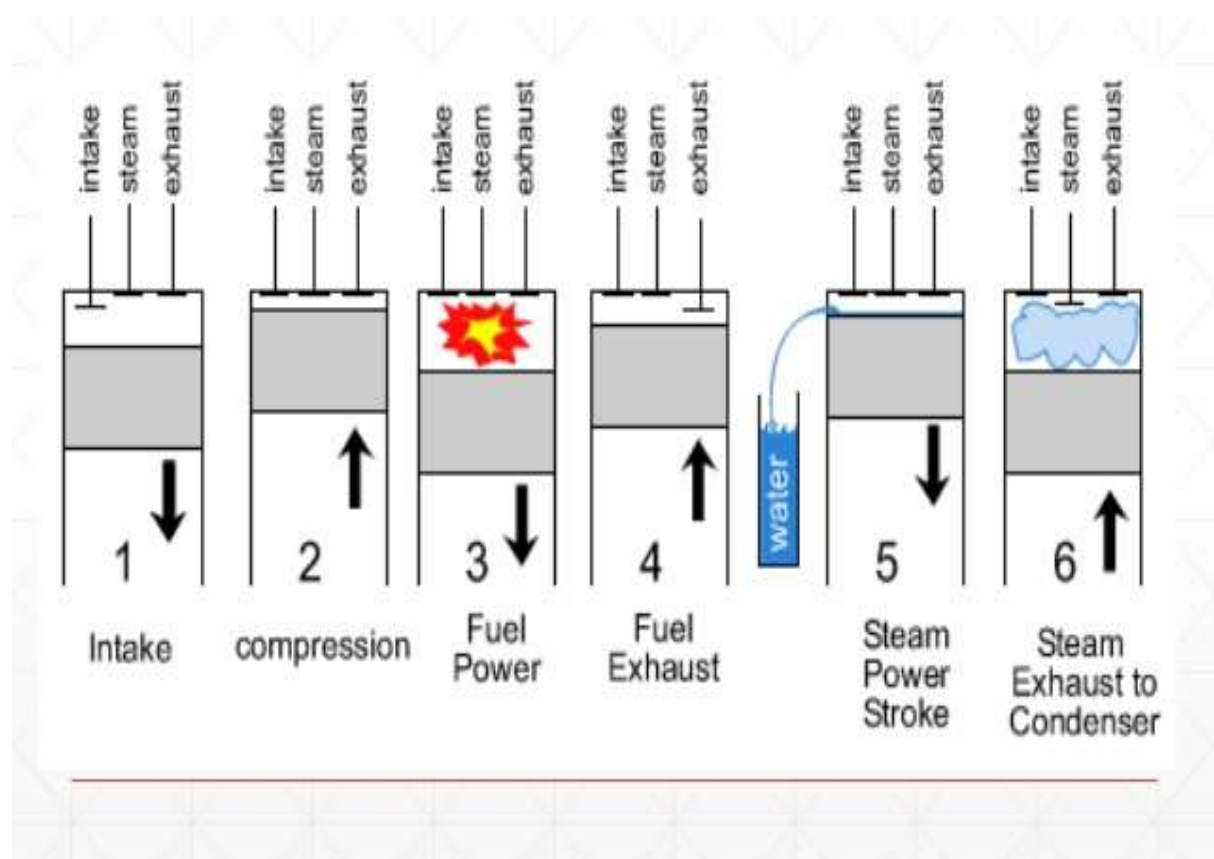 intake
steam
exhaust
intake
steam
exhaust
intake
steam
exhaust
intake
exhaust
intake
steam
exhaust
intake
steam
exhaust
water
1
2
3
4
5
6
Intake
compression
Fuel
Power
Fuel
Exhaust
Steam
Power
Stroke
Steam
Exhaust to
Condenser